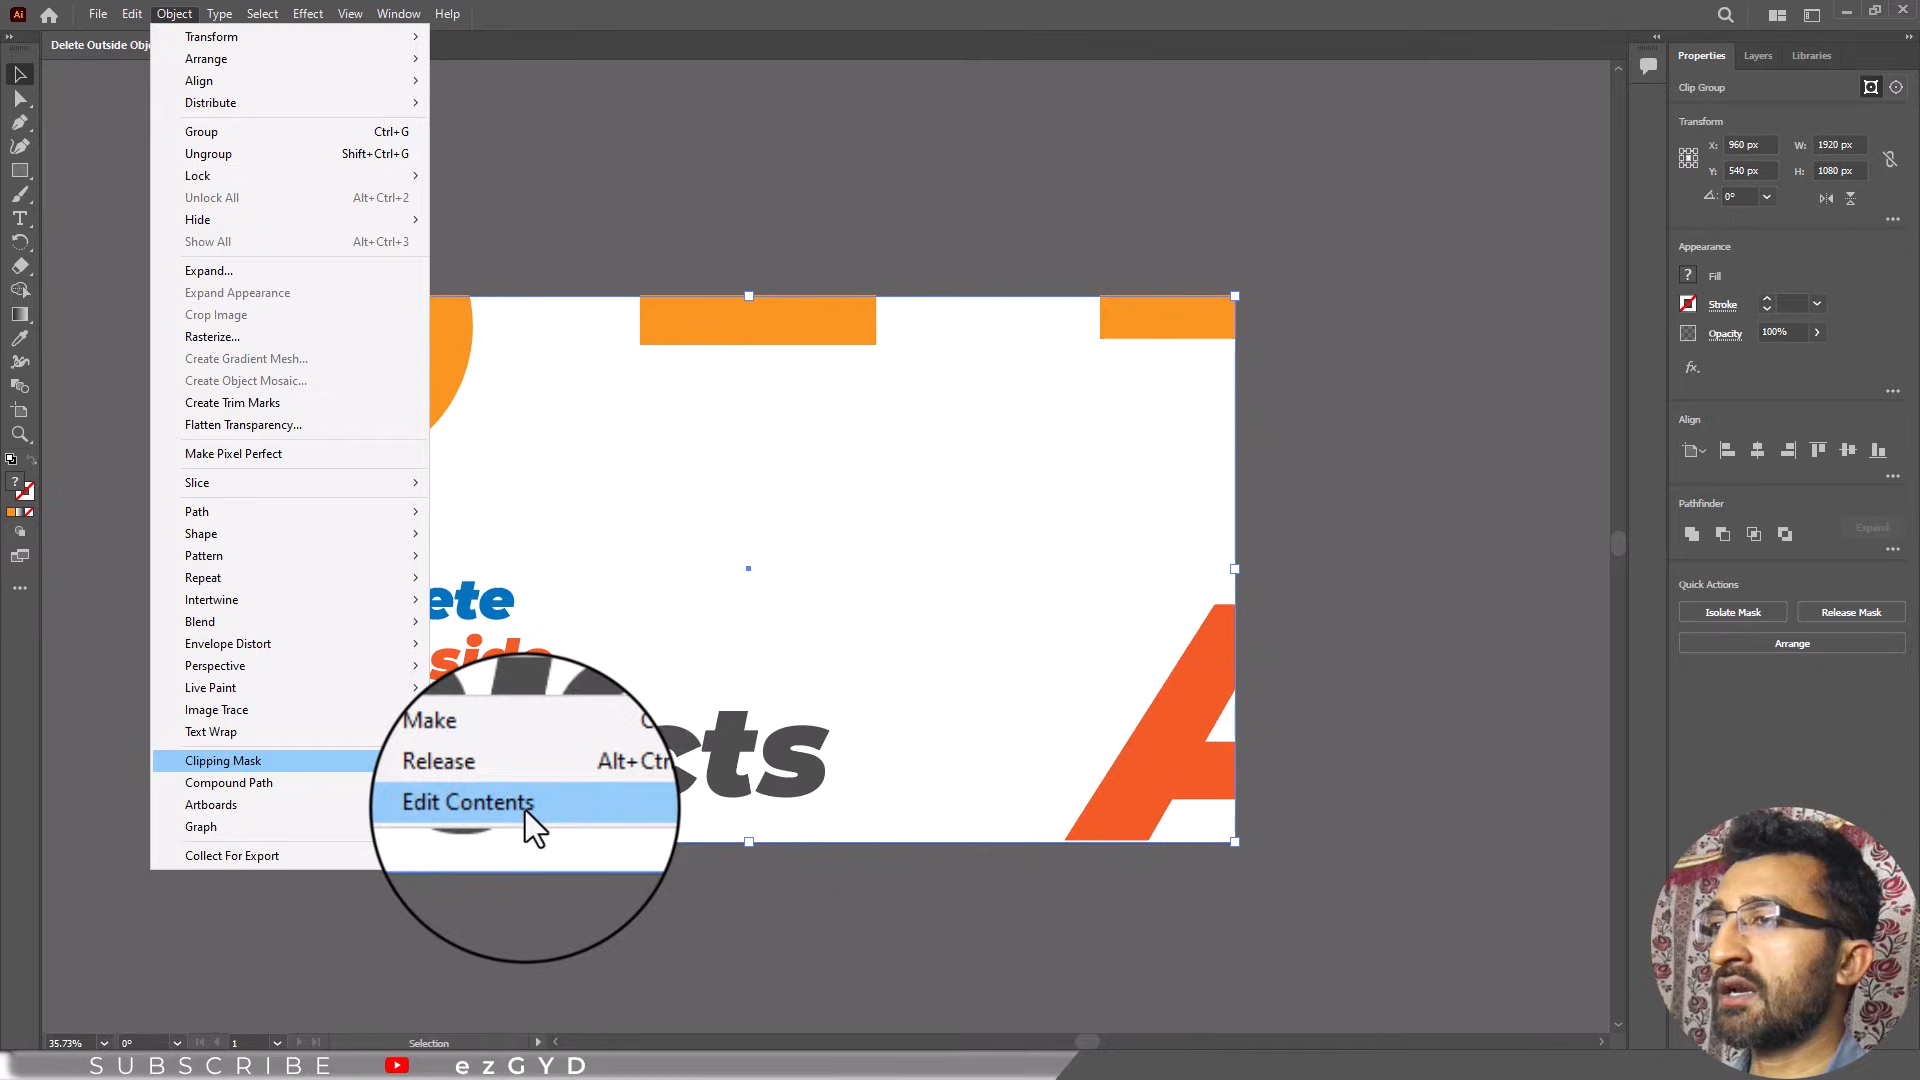 Ai File Edit Object Type Select Effect View Window Help
Delete Outside Obj
Transform
Arrange
Align
Distribute
Group Ctrl+G
Ungroup Shift+Ctrl+G
Lock
Unlock All Alt+Ctrl+2
Hide
Show All Alt+Ctrl+3
Expand...
Expand Appearance
Crop Image
Rasterize...
Create Gradient Mesh...
Create Object Mosaic...
Create Trim Marks
Flatten Transparency...
Make Pixel Perfect
Slice
Path
Shape
Pattern
Repeat
Intertwine
Blend
Envelope Distort
Perspective
Live Paint
Image Trace
Text Wrap
Clipping Mask
Compound Path
Artboards
Graph
Collect For Export
Make C
Release Alt+Ctr
Edit Contents
ete
side
cts
A
Properties Layers Libraries
Clip Group
Transform
X: 960 px W: 1920 px
Y: 540 px H: 1080 px
0°
Appearance
? Fill
Stroke
Opacity 100%
fx.
Align
Pathfinder
Expand
Quick Actions
Isolate Mask Release Mask
Arrange
35.73% 0° 1 Selection
SUBSCRIBE ezGYD